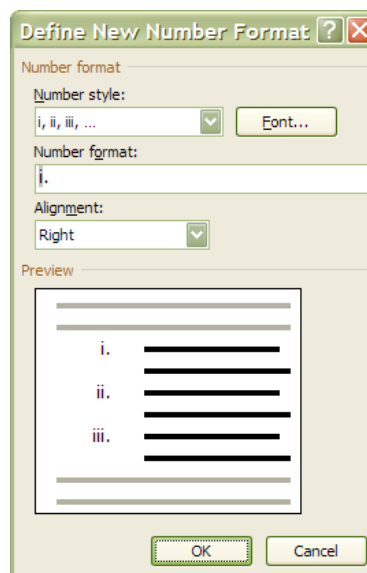 Define New Number Format ? X
Number format
Number style:
i, ii, iii, ... Font...
Number format:
i.
Alignment:
Right
Preview
i.
ii.
iii.
OK Cancel